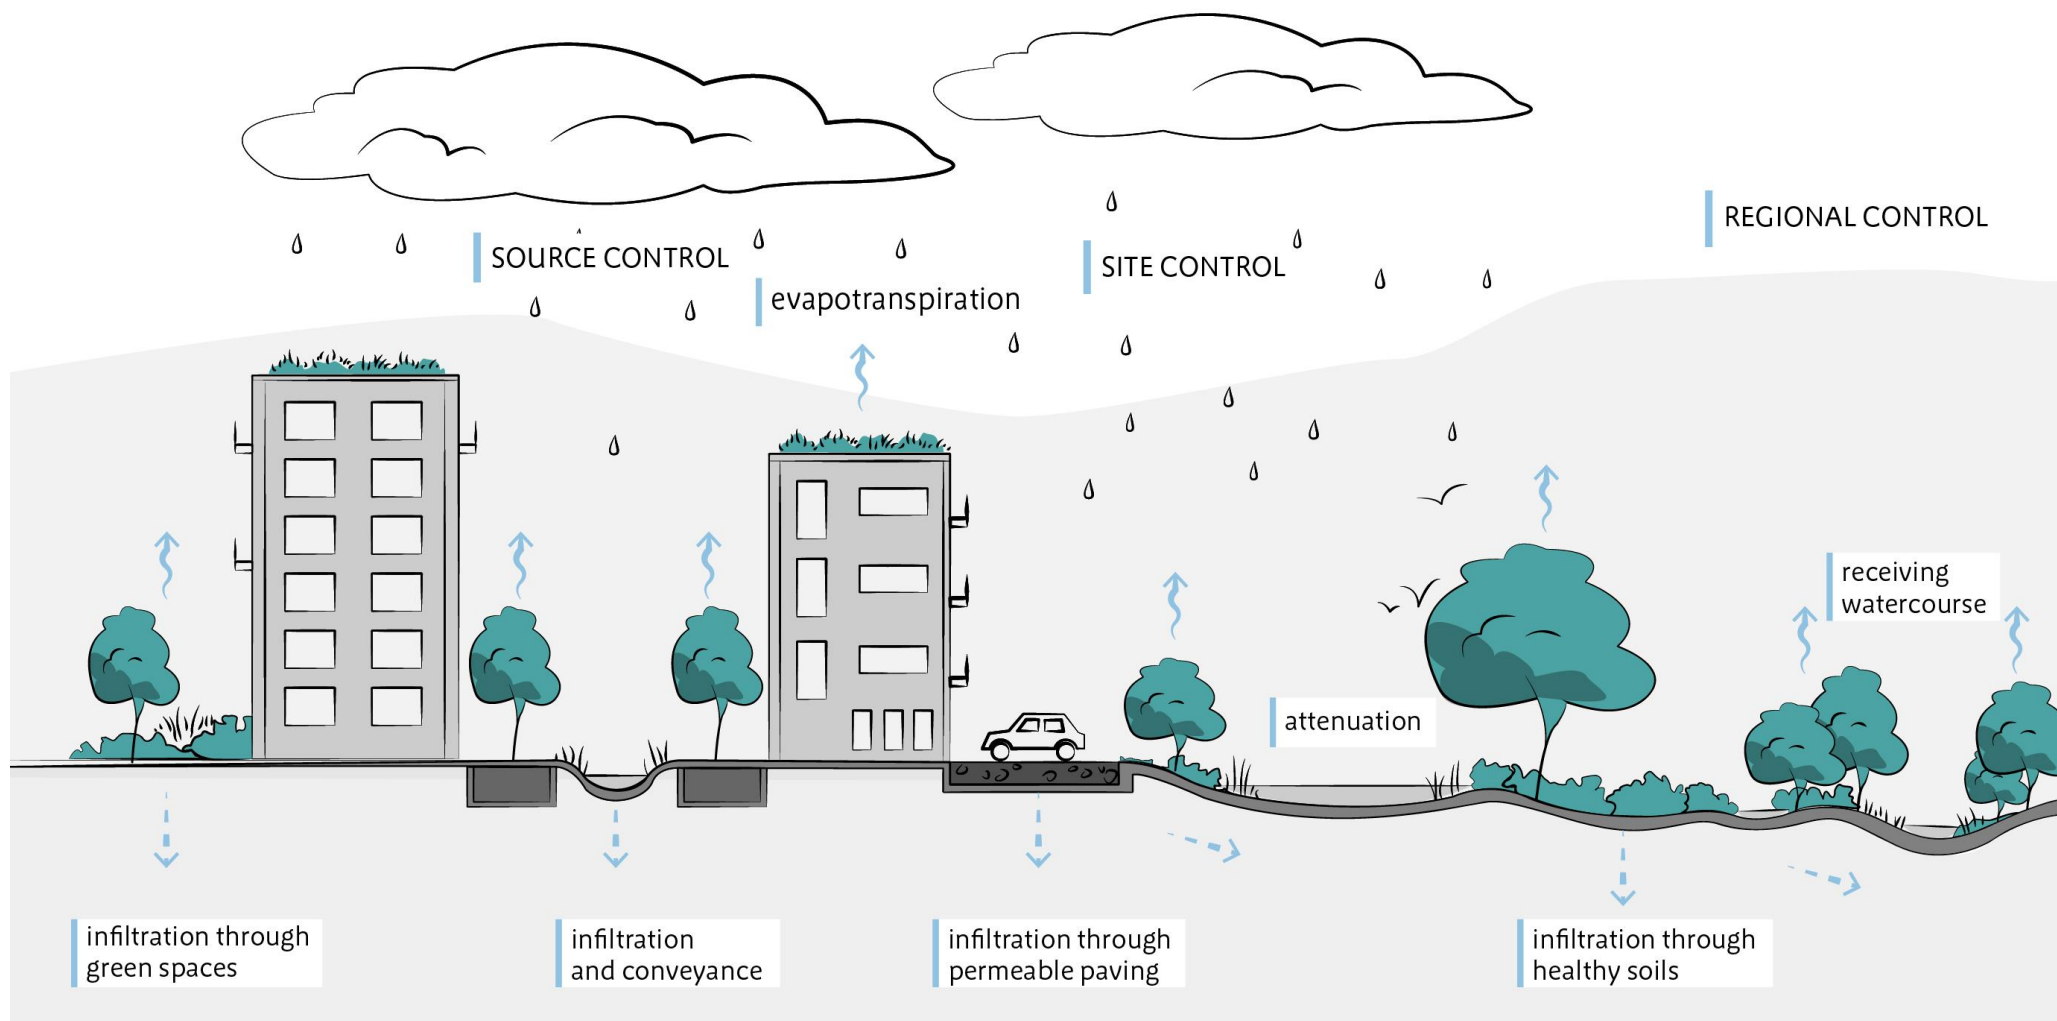 REGIONAL CONTROL
SOURCE CONTROL
SITE CONTROL
evapotranspiration
receiving
watercourse
attenuation
infiltration through
green spaces
infiltration
and conveyance
infiltration through
permeable paving
infiltration through
healthy soils